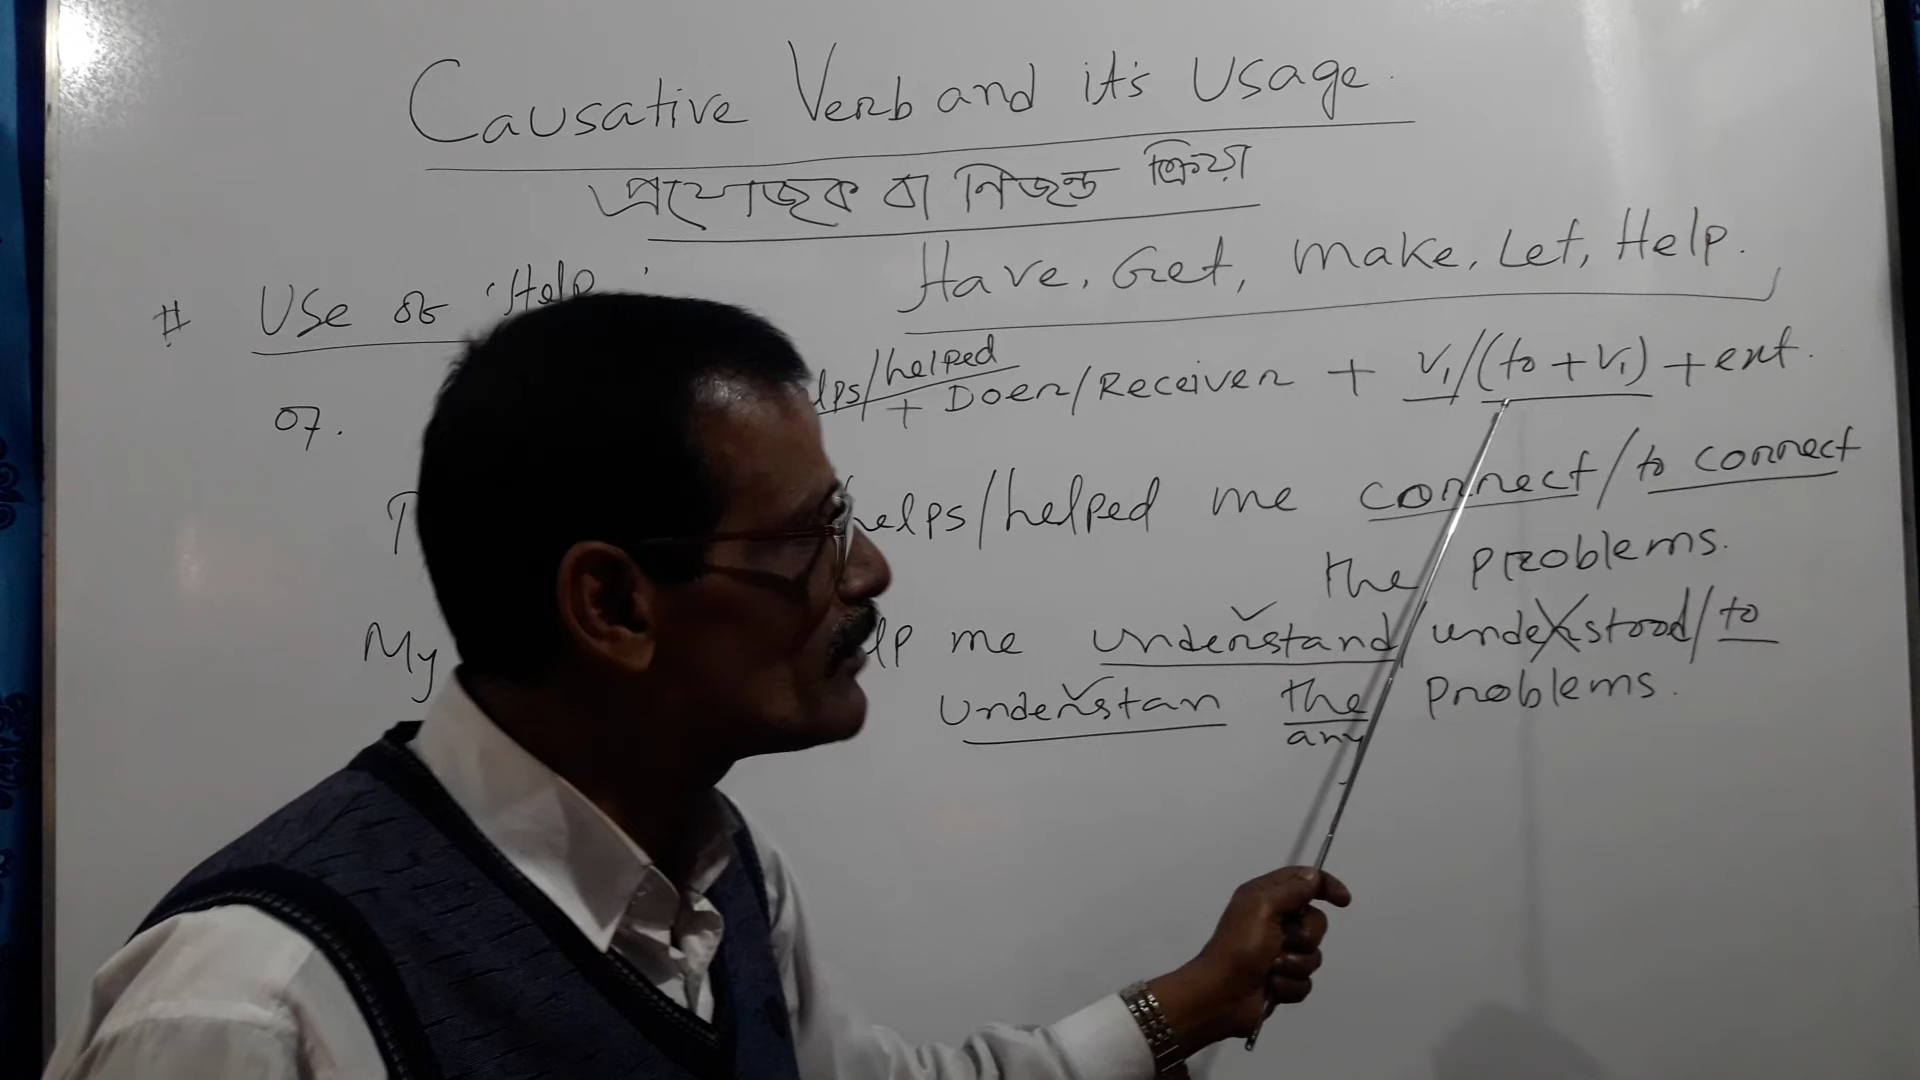 Causative Verb and it's Usage.
প্রযোজক বা নিজন্ত ক্রিয়া
Have, Get, Make, Let, Help.
# Use of 'Help
lps/helped
07. + Doer/Receiver + V1/(to + V1) + ext.
helps/helped me connect/to connect
the problems.
My lp me understand/understood/to
understan the problems.
any